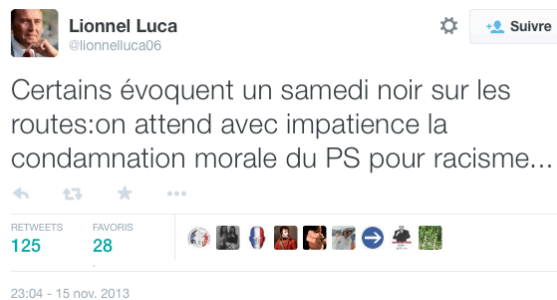 Lionnel Luca
@lionnelluca06
Suivre
Certains évoquent un samedi noir sur les
routes:on attend avec impatience la
condamnation morale du PS pour racisme...
RETWEETS
FAVORIS
125
28
23:04 - 15 nov. 2013